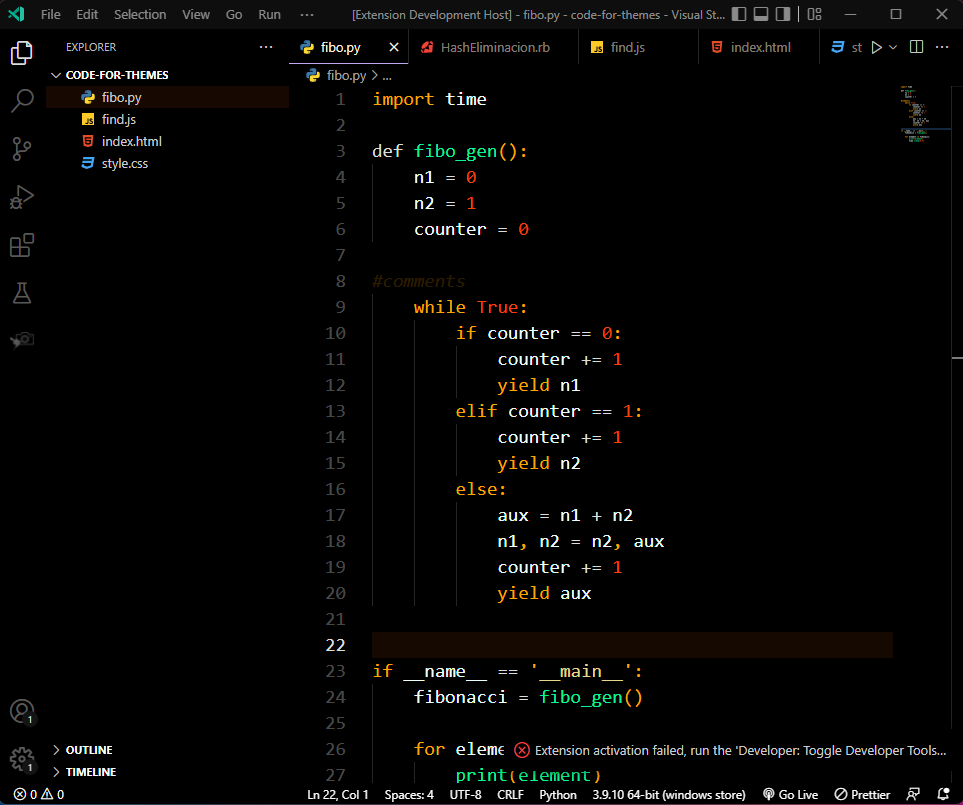 File Edit Selection View Go Run ··· [Extension Development Host] - fibo.py - code-for-themes - Visual St...
EXPLORER ···
fibo.py
HashEliminacion.rb
find.js
index.html
st
CODE-FOR-THEMES
fibo.py
find.js
index.html
style.css
OUTLINE
TIMELINE
1
1
fibo.py > ...
1 import time
2
3 def fibo_gen():
4 n1 = 0
5 n2 = 1
6 counter = 0
7
8 #comments
9 while True:
10 if counter == 0:
11 counter += 1
12 yield n1
13 elif counter == 1:
14 counter += 1
15 yield n2
16 else:
17 aux = n1 + n2
18 n1, n2 = n2, aux
19 counter += 1
20 yield aux
21
22
23 if __name__ == '__main__':
24 fibonacci = fibo_gen()
25
26 for eleme
27 print(element)
Extension activation failed, run the 'Developer: Toggle Developer Tools...
0 0 Ln 22, Col 1 Spaces: 4 UTF-8 CRLF Python 3.9.10 64-bit (windows store) Go Live Prettier